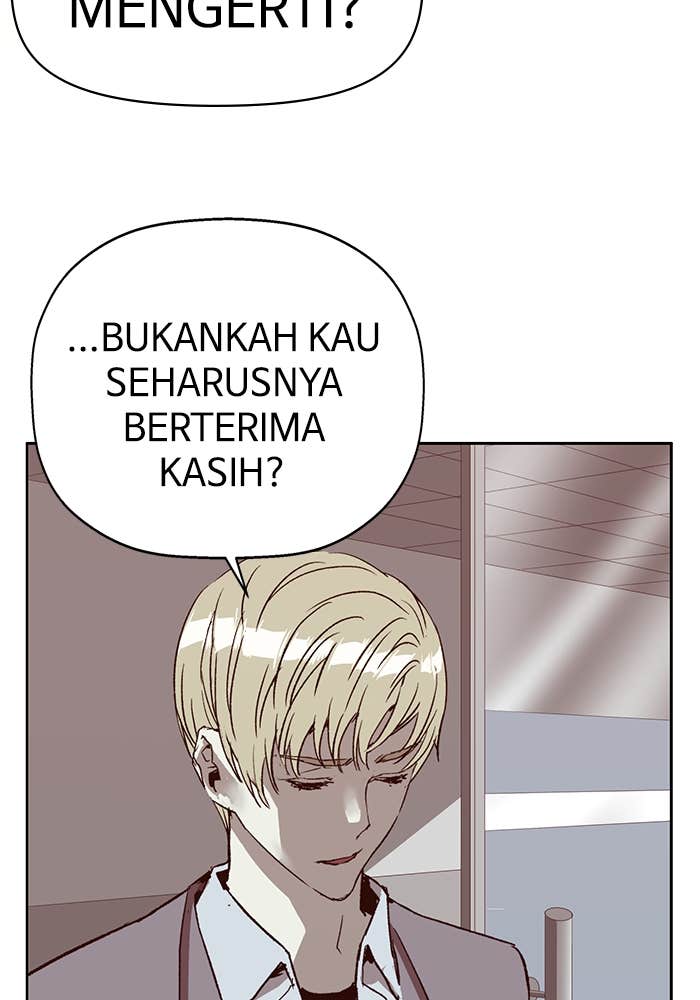 MENGERTI?
...BUKANKAH KAU
SEHARUSNYA
BERTERIMA
KASIH?